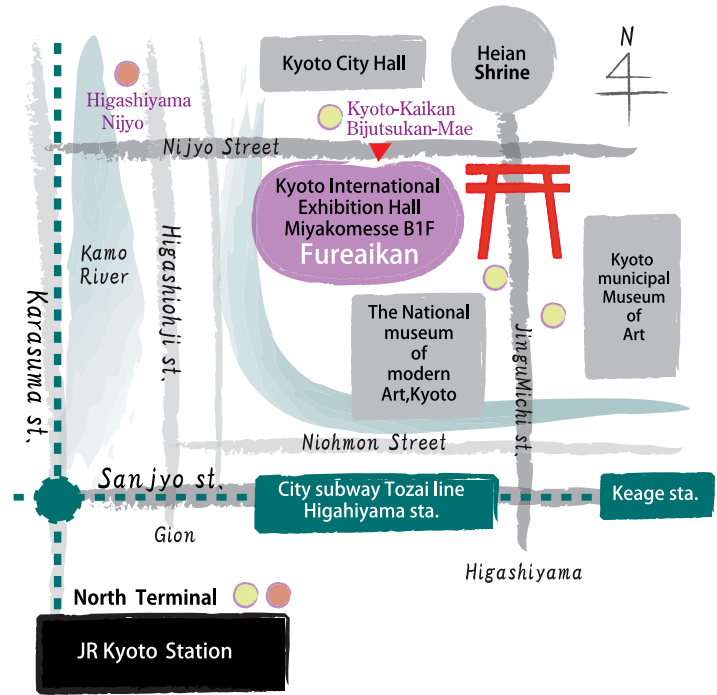 N
Kyoto City Hall
Heian
Shrine
Higashiyama
Nijyo
Kyoto-Kaikan
Bijutsukan-Mae
Nijyo Street
Kyoto International
Exhibition Hall
Miyakomesse B1F
Fureaikan
Kamo
River
Higashiohji st.
Karasuma st.
Kyoto
municipal
Museum
of
Art
The National
museum
of
modern
Art,Kyoto
JinguMichi st.
Niohmon Street
Sanjyo st.
City subway Tozai line
Higahiyama sta.
Keage sta.
Gion
Higashiyama
North Terminal
JR Kyoto Station